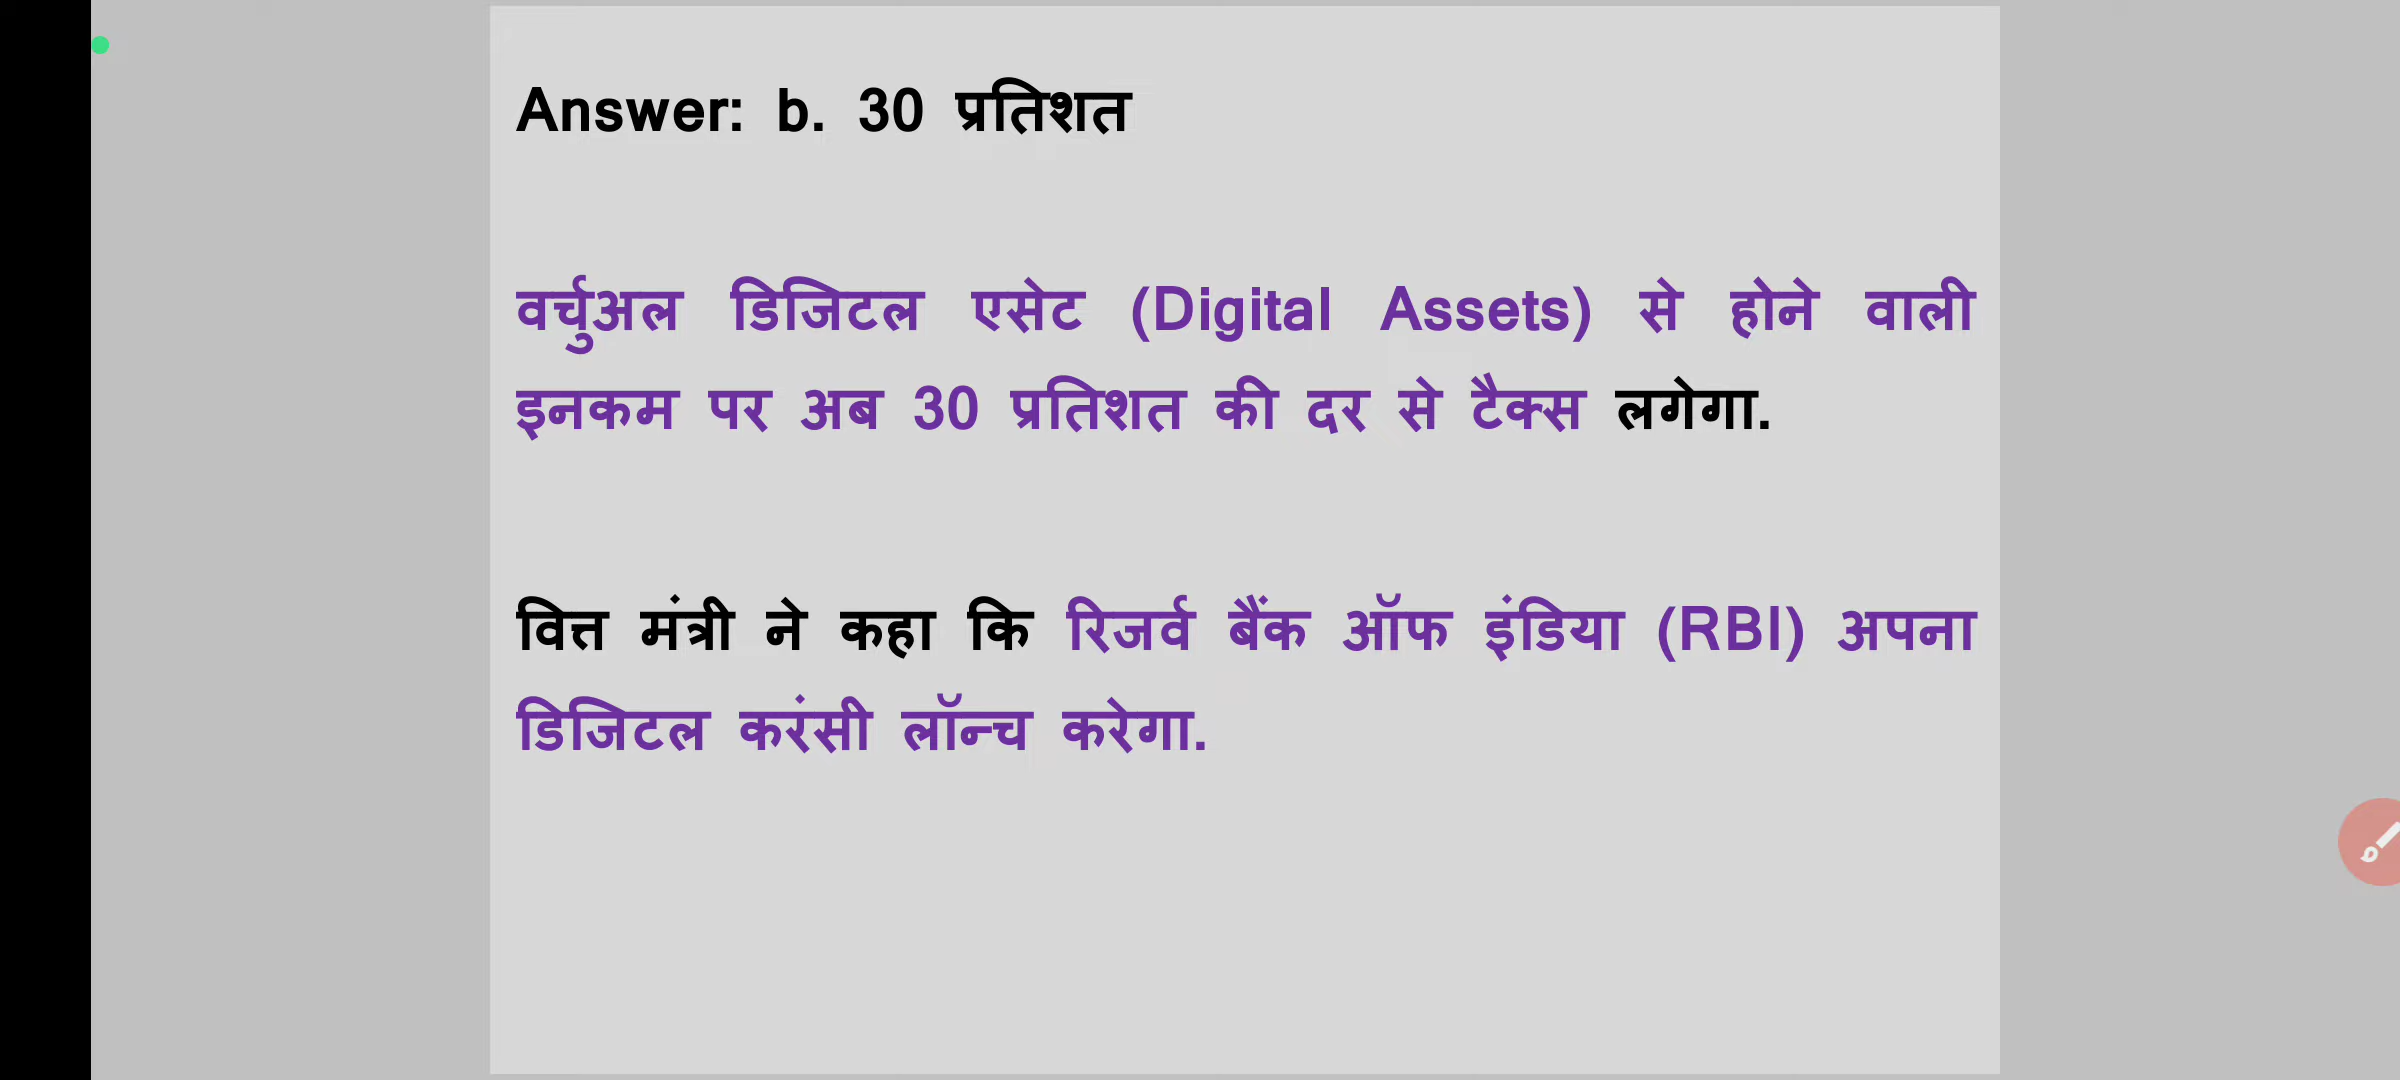 Answer: b. 30 प्रतिशत
वर्चुअल डिजिटल एसेट (Digital Assets) से होने वाली
इनकम पर अब 30 प्रतिशत की दर से टैक्स लगेगा.
वित्त मंत्री ने कहा कि रिजर्व बैंक ऑफ इंडिया (RBI) अपना
डिजिटल करंसी लॉन्च करेगा.